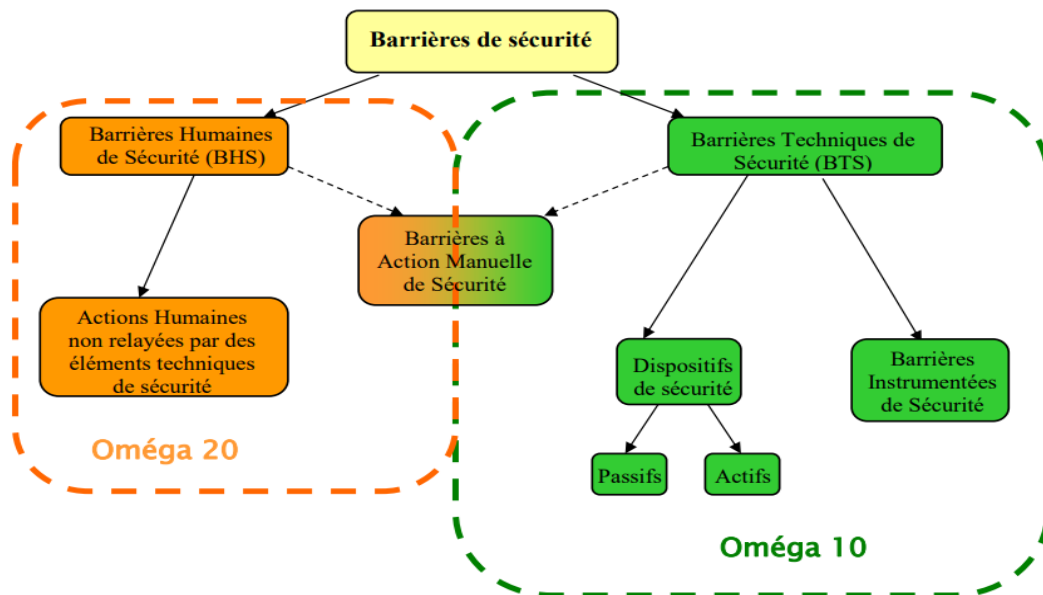 Barrières de sécurité
Barrières Humaines
de Sécurité (BHS)
Barrières Techniques de
Sécurité (BTS)
Barrières à
Action Manuelle
de Sécurité
Actions Humaines
non relayées par des
éléments techniques
de sécurité
Dispositifs
de sécurité
Barrières
Instrumentées
de Sécurité
Passifs
Actifs
Oméga 20
Oméga 10